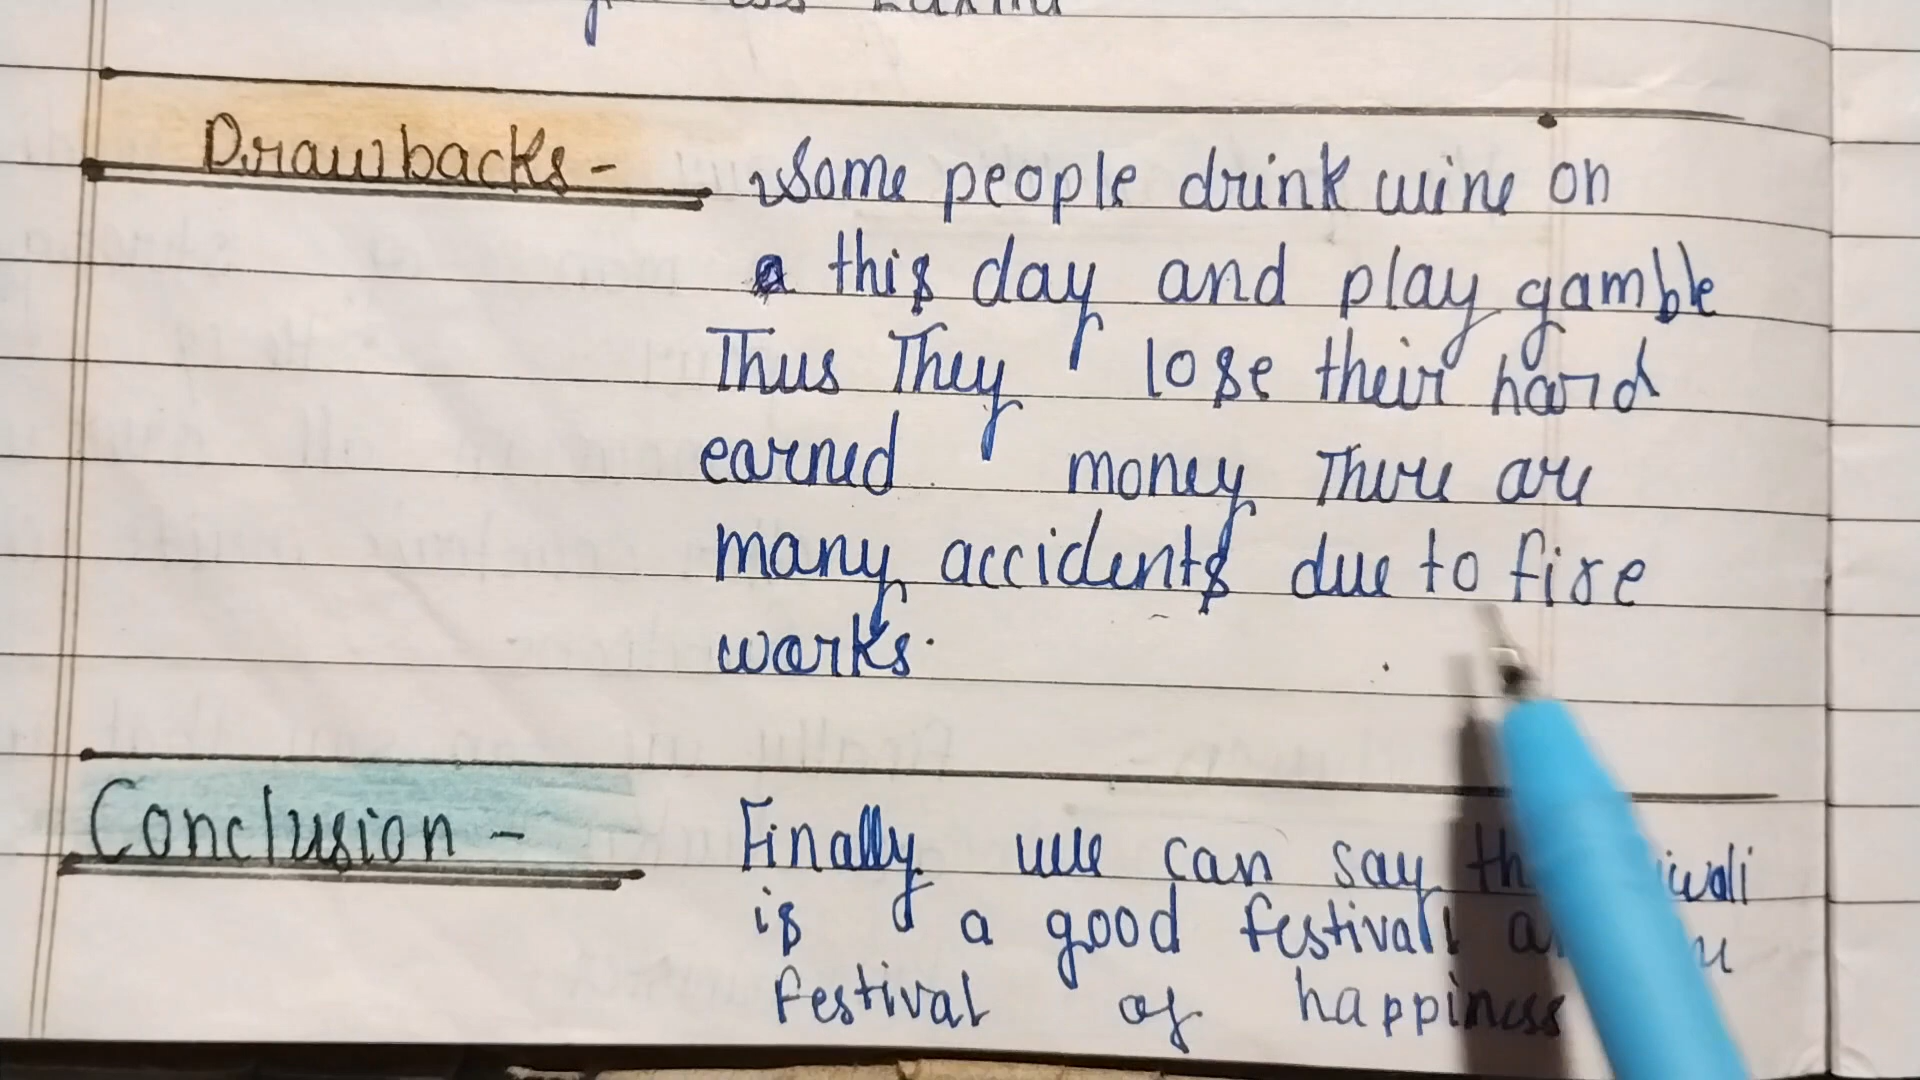 Drawbacks - Some people drink wine on
this day and play gamble
Thus They lose their hard
earned money There are
many accidents due to fire
works.
Conclusion - Finally we can say
is a good festival
festival of happiness